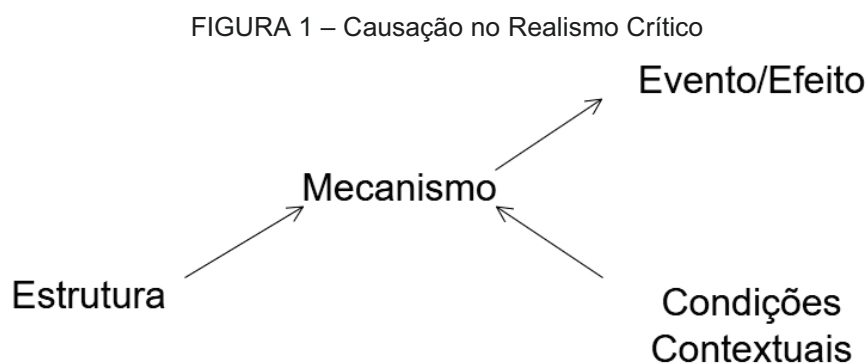 FIGURA 1 – Causação no Realismo Crítico
Evento/Efeito
Mecanismo
Estrutura
Condições
Contextuais